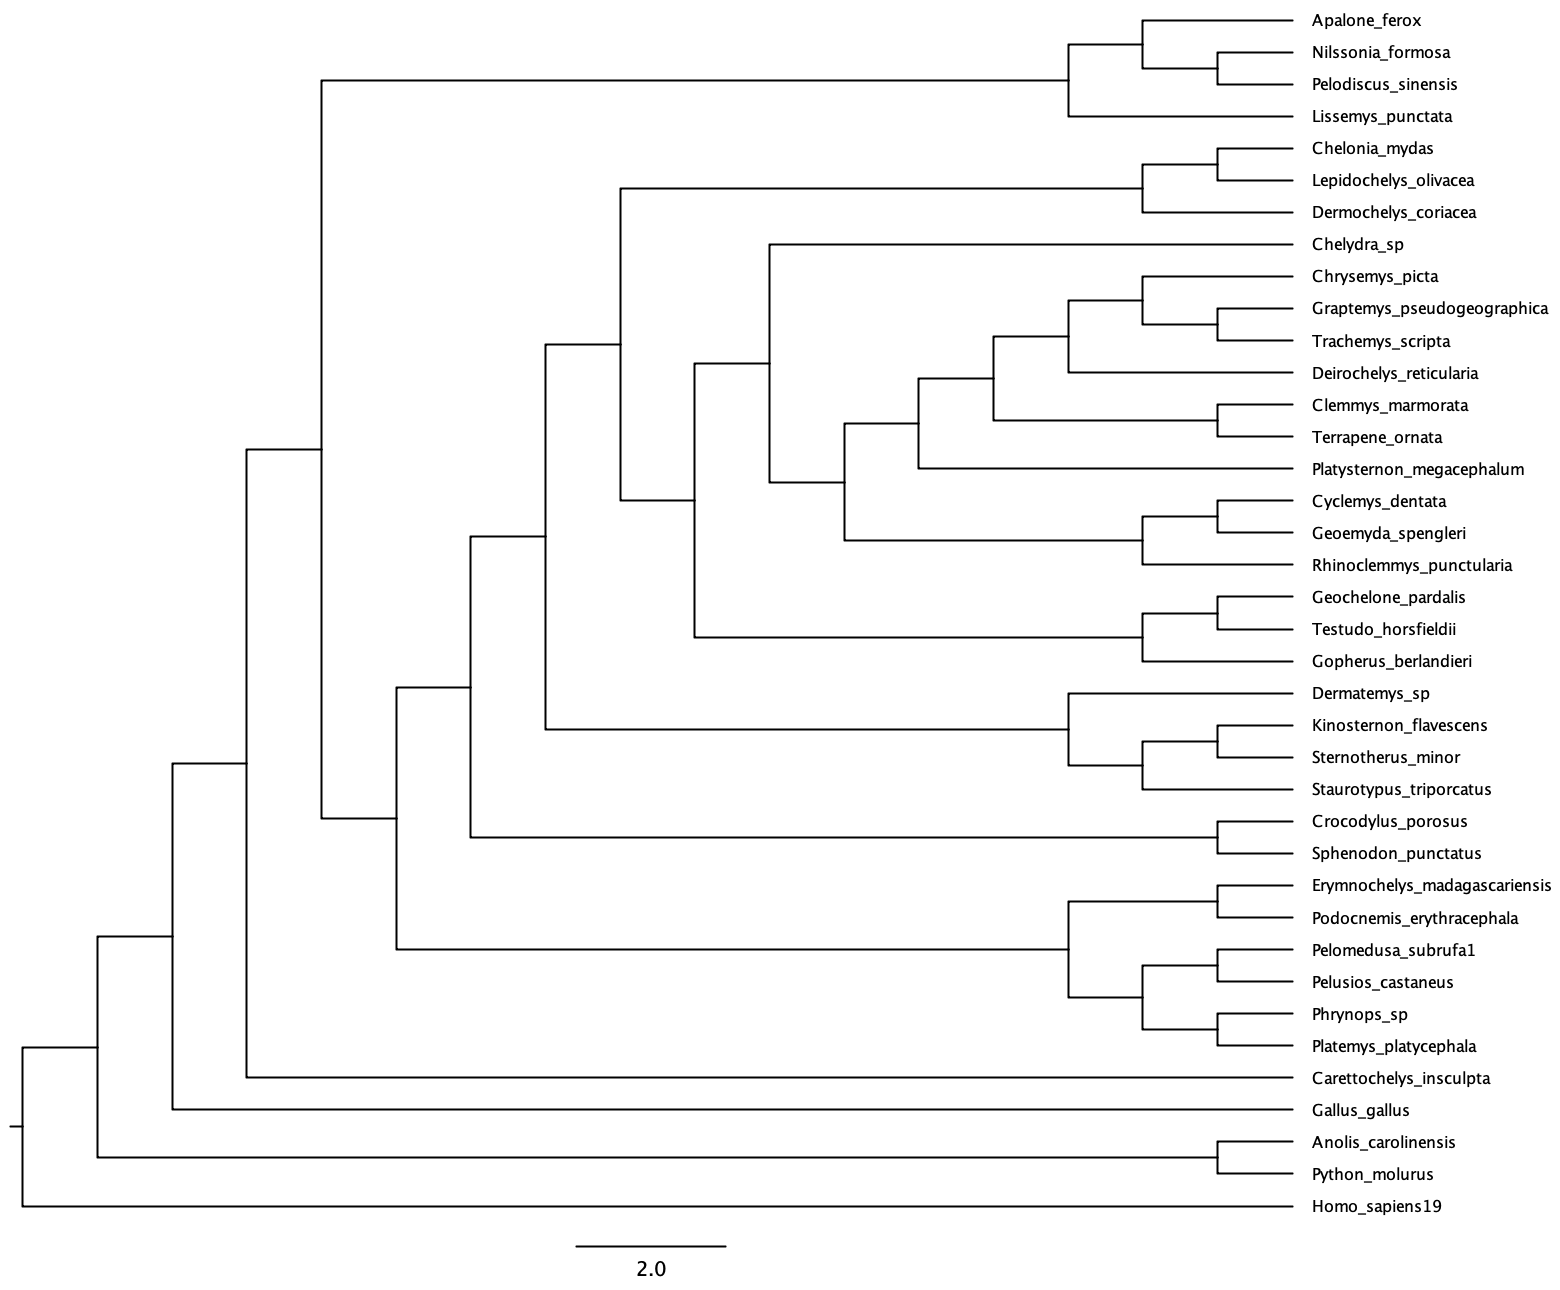 Apalone_ferox
Nilssonia_formosa
Pelodiscus_sinensis
Lissemys_punctata
Chelonia_mydas
Lepidochelys_olivacea
Dermochelys_coriacea
Chelydra_sp
Chrysemys_picta
Graptemys_pseudogeographica
Trachemys_scripta
Deirochelys_reticularia
Clemmys_marmorata
Terrapene_ornata
Platysternon_megacephalum
Cyclemys_dentata
Geoemyda_spengleri
Rhinoclemmys_punctularia
Geochelone_pardalis
Testudo_horsfieldii
Gopherus_berlandieri
Dermatemys_sp
Kinosternon_flavescens
Sternotherus_minor
Staurotypus_triporcatus
Crocodylus_porosus
Sphenodon_punctatus
Erymnochelys_madagascariensis
Podocnemis_erythracephala
Pelomedusa_subrufa1
Pelusios_castaneus
Phrynops_sp
Platemys_platycephala
Carettochelys_insculpta
Gallus_gallus
Anolis_carolinensis
Python_molurus
Homo_sapiens19
2.0